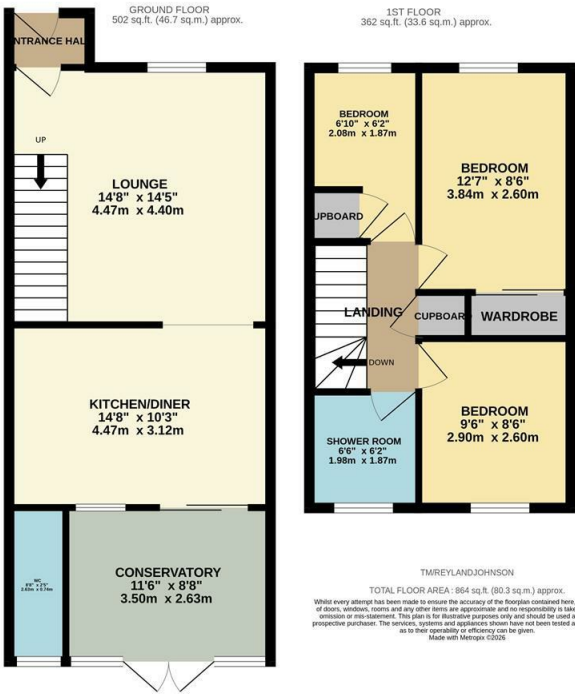 GROUND FLOOR
502 sq.ft. (46.7 sq.m.) approx.
NTRANCE HAL
UP
LOUNGE
14'8" x 14'5"
4.47m x 4.40m
KITCHEN/DINER
14'8" x 10'3"
4.47m x 3.12m
WC
CONSERVATORY
11'6" x 8'8"
3.50m x 2.63m
1ST FLOOR
362 sq.ft. (33.6 sq.m.) approx.
BEDROOM
6'10" x 6'2"
2.08m x 1.87m
BEDROOM
12'7" x 8'6"
3.84m x 2.60m
UPBOARD
LANDING
CUPBOARD
WARDROBE
DOWN
BEDROOM
9'6" x 8'6"
2.90m x 2.60m
SHOWER ROOM
6'6" x 6'2"
1.98m x 1.87m
TM/REYLANDJOHNSON
TOTAL FLOOR AREA : 864 sq.ft. (80.3 sq.m.) approx.
Whilst every attempt has been made to ensure the accuracy of the floorplan contained here,
of doors, windows, rooms and any other items are approximate and no responsibility is take
omission or mis-statement. This plan is for illustrative purposes only and should be used a
prospective purchaser. The services, systems and appliances shown have not been tested a
as to their operability or efficiency can be given.
Made with Metropix ©2026